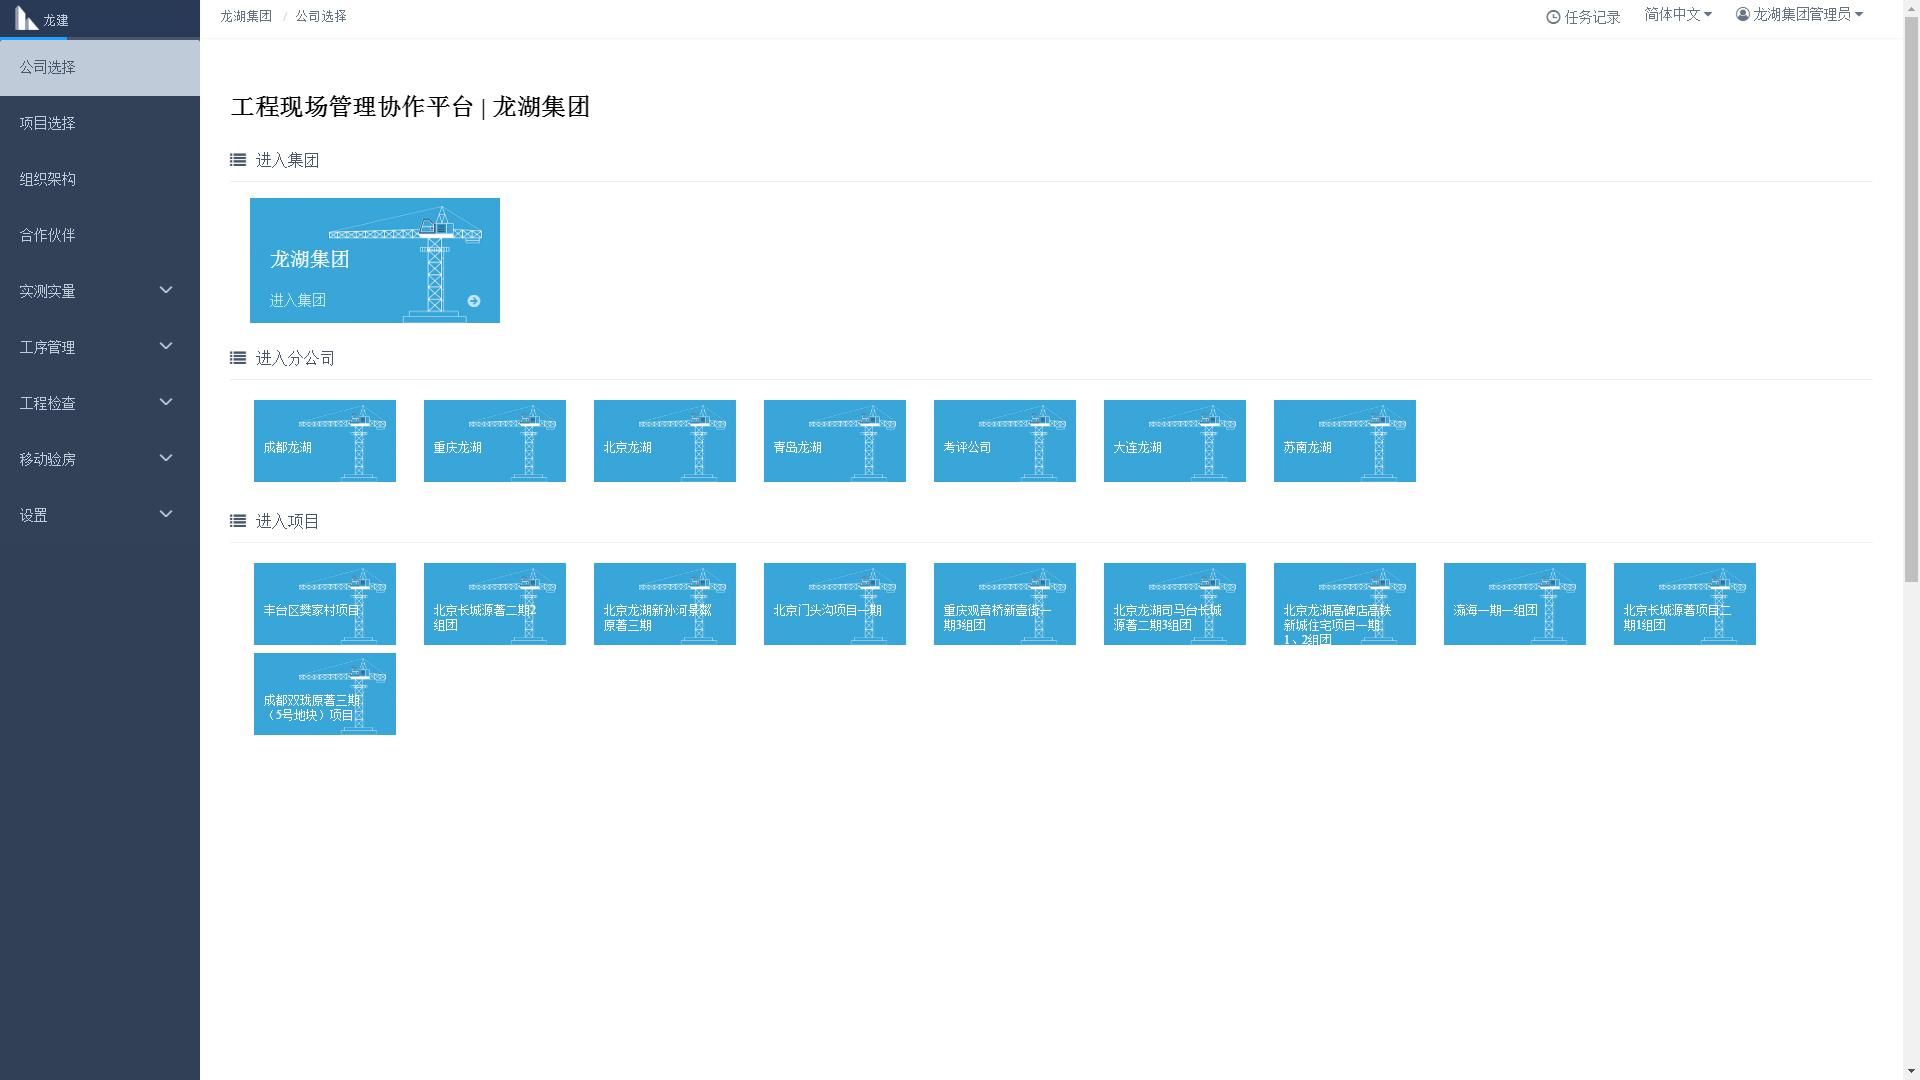 龙建
龙湖集团 / 公司选择
任务记录
简体中文
龙湖集团管理员
公司选择
项目选择
组织架构
合作伙伴
实测实量
工序管理
工程检查
移动验房
设置
工程现场管理协作平台 | 龙湖集团
进入集团
龙湖集团
进入集团
进入分公司
成都龙湖
重庆龙湖
北京龙湖
青岛龙湖
考评公司
大连龙湖
苏南龙湖
进入项目
丰台区樊家村项目
北京长城源著二期2
组团
北京龙湖新孙河景粼
原著三期
北京门头沟项目一期
重庆观音桥新壹街一
期3组团
北京龙湖司马台长城
源著二期3组团
北京龙湖高碑店高铁
新城住宅项目一期
1、2组团
瀛海一期一组团
北京长城源著项目二
期1组团
成都双珑原著三期
（5号地块）项目